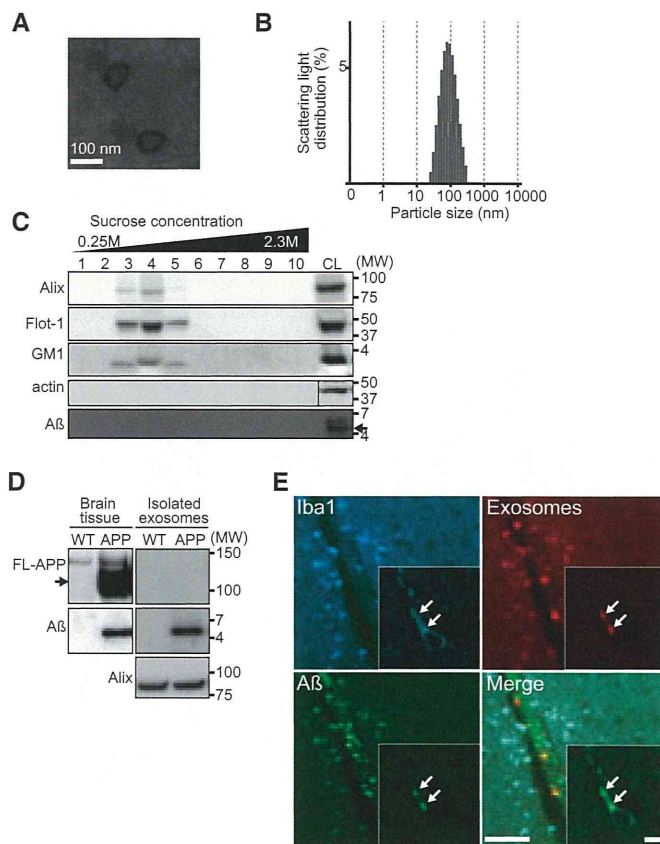 A
100 nm
B
Scattering light
distribution (%)
5
0 1 10 100 1000 10000
Particle size (nm)
C
Sucrose concentration
0.25M 2.3M
1 2 3 4 5 6 7 8 9 10 CL (MW)
Alix 100
75
Flot-1 50
37
GM1 4
actin 50
37
Aß 7
4
D
Brain Isolated
tissue exosomes
WT APP WT APP (MW)
FL-APP 150
100
Aß 7
4
Alix 100
75
E
Iba1 Exosomes
Aß Merge